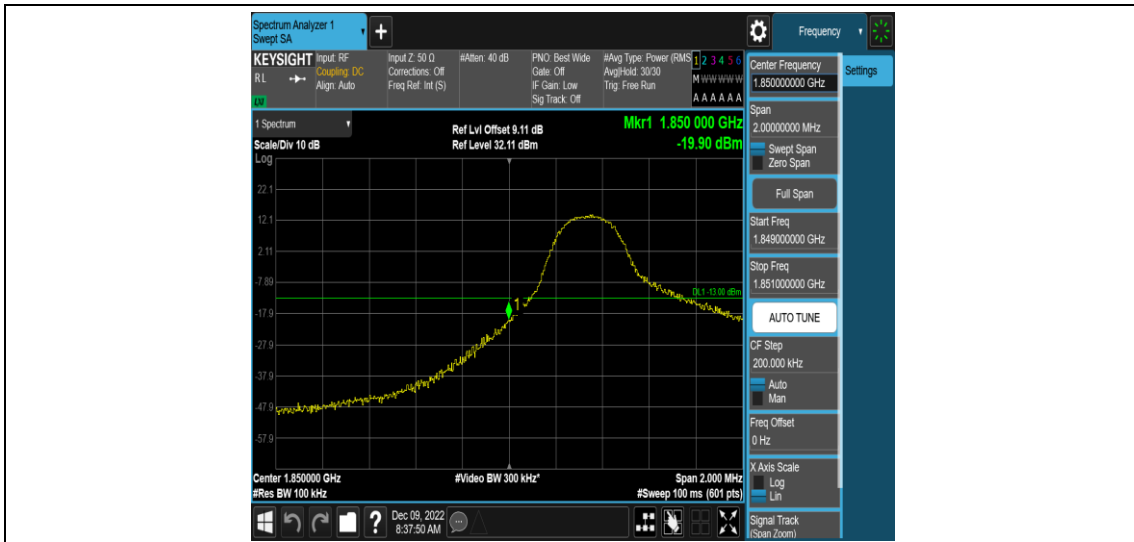 Spectrum Analyzer 1
Swept SA
+
Frequency
KEYSIGHT
RL
LXI
Input: RF
Coupling: DC
Align: Auto
Input Z: 50 Ω
Corrections: Off
Freq Ref: Int (S)
#Atten: 40 dB
PNO: Best Wide
Gate: Off
IF Gain: Low
Sig Track: Off
#Avg Type: Power (RMS
Avg|Hold: 30/30
Trig: Free Run
1 2 3 4 5 6
M W W W W W
A A A A A A
1 Spectrum
Scale/Div 10 dB
Log
Ref Lvl Offset 9.11 dB
Ref Level 32.11 dBm
Mkr1 1.850 000 GHz
-19.90 dBm
22.1
12.1
2.11
-7.89
-17.9
-27.9
-37.9
-47.9
-57.9
DL1 -13.00 dBm
1
Center 1.850000 GHz
#Res BW 100 kHz
#Video BW 300 kHz*
Span 2.000 MHz
#Sweep 100 ms (601 pts)
Center Frequency
1.850000000 GHz
Settings
Span
2.00000000 MHz
Swept Span
Zero Span
Full Span
Start Freq
1.849000000 GHz
Stop Freq
1.851000000 GHz
AUTO TUNE
CF Step
200.000 kHz
Auto
Man
Freq Offset
0 Hz
X Axis Scale
Log
Lin
Signal Track
(Span Zoom)
?
Dec 09, 2022
8:37:50 AM